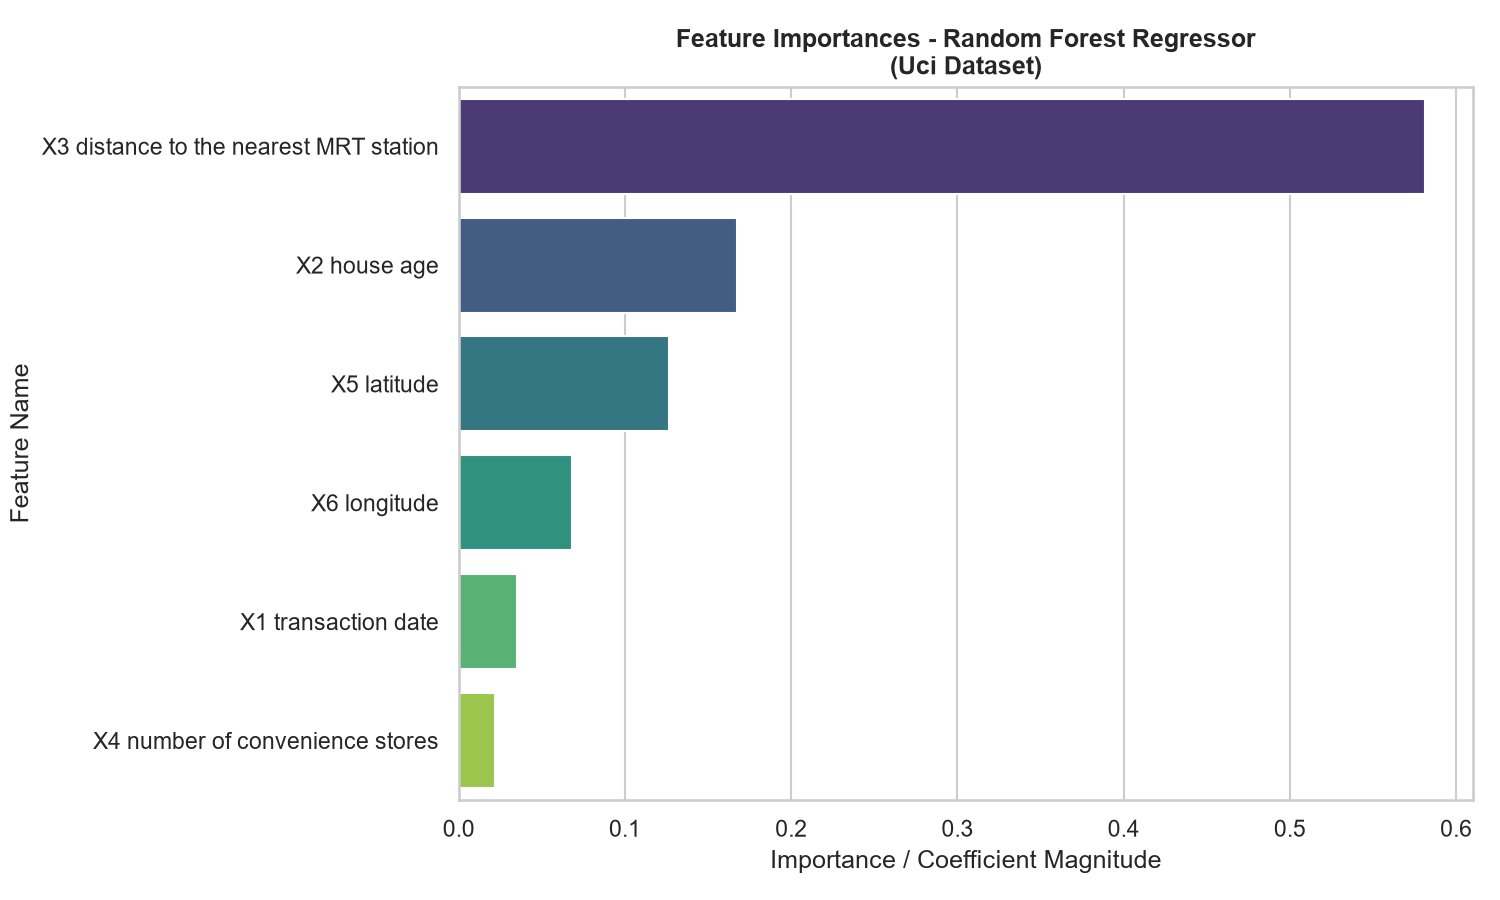 Feature Importances - Random Forest Regressor
(Uci Dataset)
Feature Name
X3 distance to the nearest MRT station
X2 house age
X5 latitude
X6 longitude
X1 transaction date
X4 number of convenience stores
0.0 0.1 0.2 0.3 0.4 0.5 0.6
Importance / Coefficient Magnitude